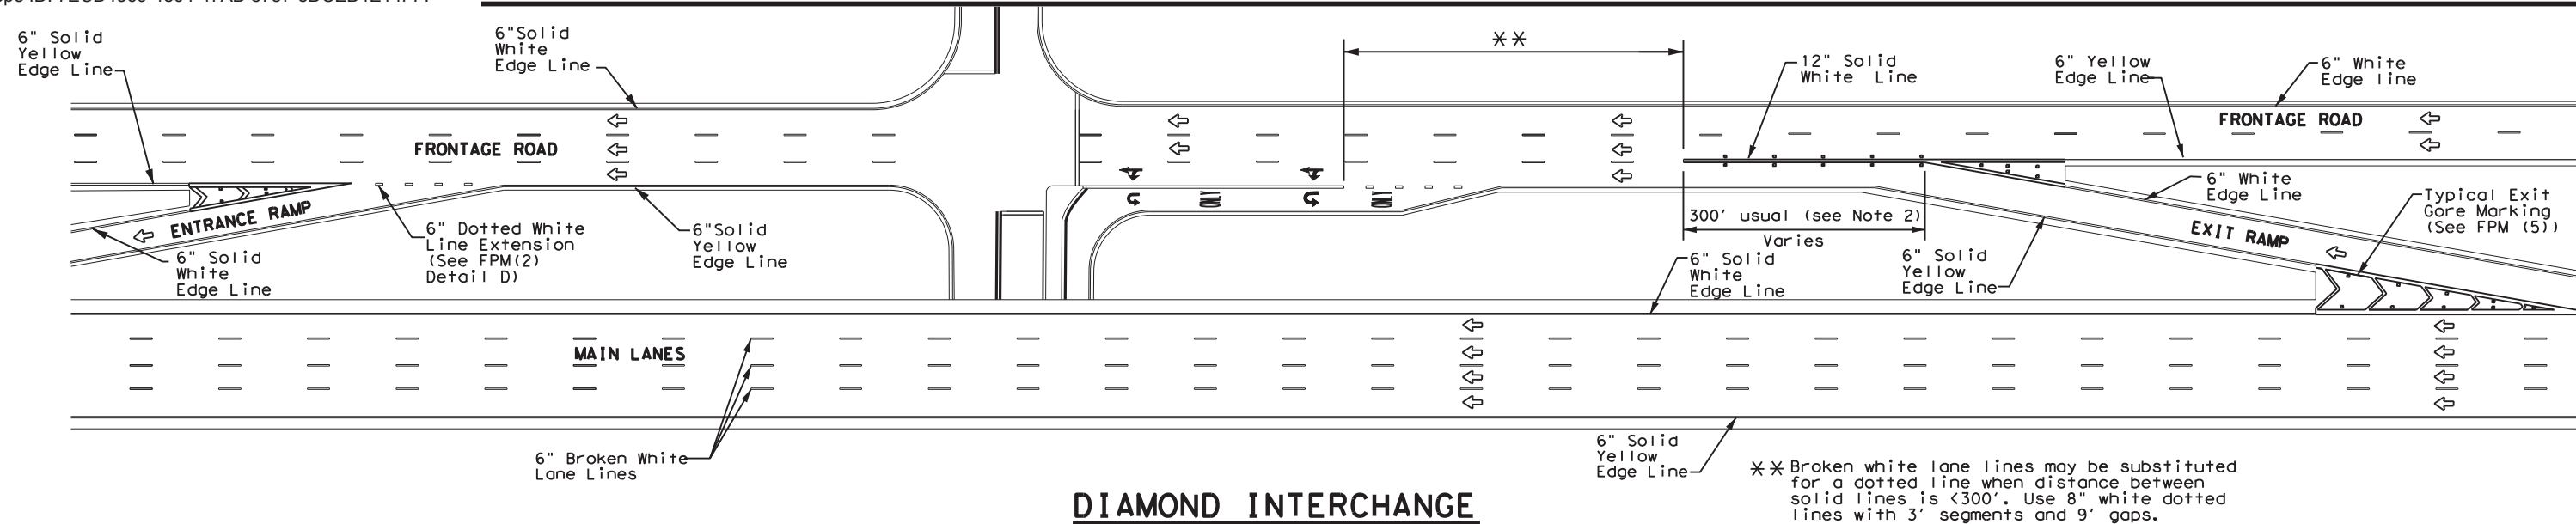 6" Solid
Yellow
Edge Line
6"Solid
White
Edge Line
**
12" Solid
White Line
6" Yellow
Edge Line
6" White
Edge line
FRONTAGE ROAD
FRONTAGE ROAD
ENTRANCE RAMP
6" Solid
White
Edge Line
6" Dotted White
Line Extension
(See FPM(2)
Detail D)
6"Solid
Yellow
Edge Line
ONLY
ONLY
300' usual (see Note 2)
Varies
6" White
Edge Line
Typical Exit
Gore Marking
(See FPM (5))
EXIT RAMP
6" Solid
White
Edge Line
6" Solid
Yellow
Edge Line
MAIN LANES
6" Broken White
Lane Lines
6" Solid
Yellow
Edge Line
** Broken white lane lines may be substituted
for a dotted line when distance between
solid lines is <300'. Use 8" white dotted
lines with 3' segments and 9' gaps.
DIAMOND INTERCHANGE